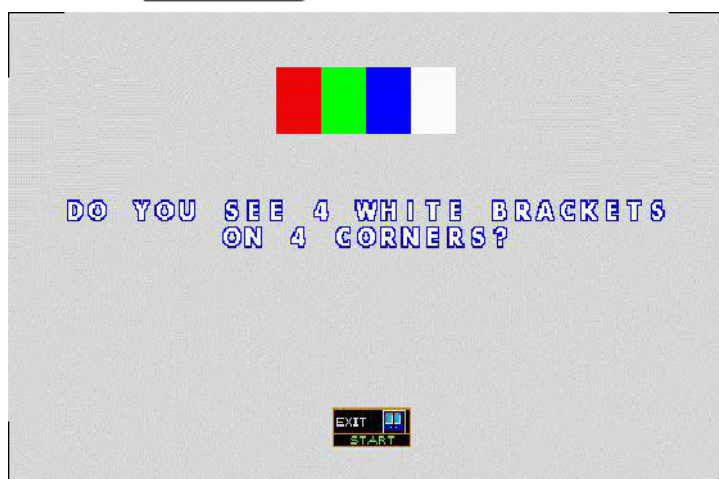 DO YOU SEE 4 WHITE BRACKETS
ON 4 CORNERS?
EXIT
START